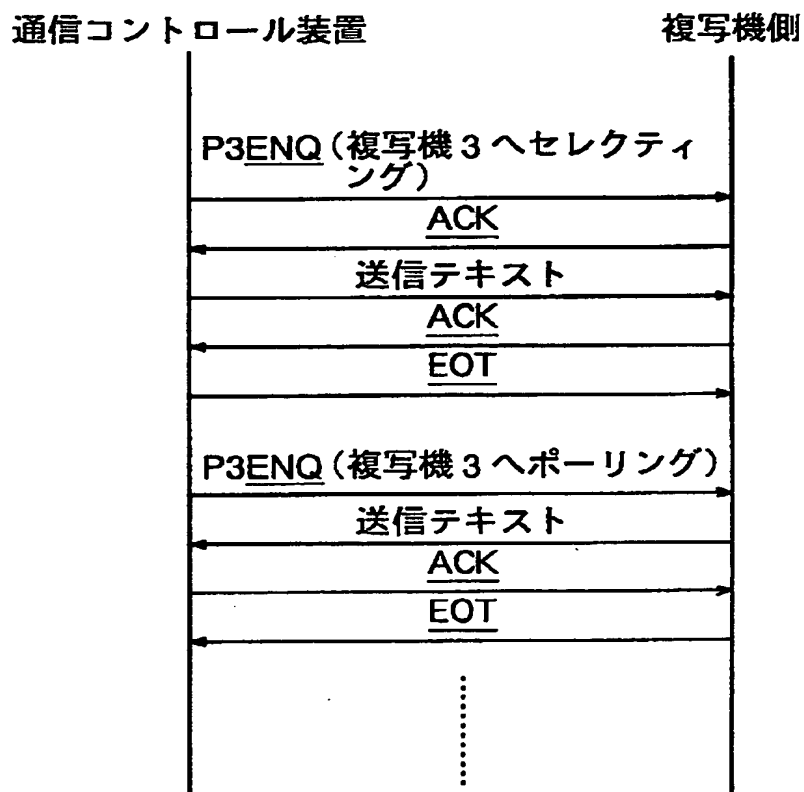 通信コントロール装置
複写機側
P3ENQ(複写機3へセレクティ
ング)
ACK
送信テキスト
ACK
EOT
P3ENQ(複写機3へポーリング)
送信テキスト
ACK
EOT